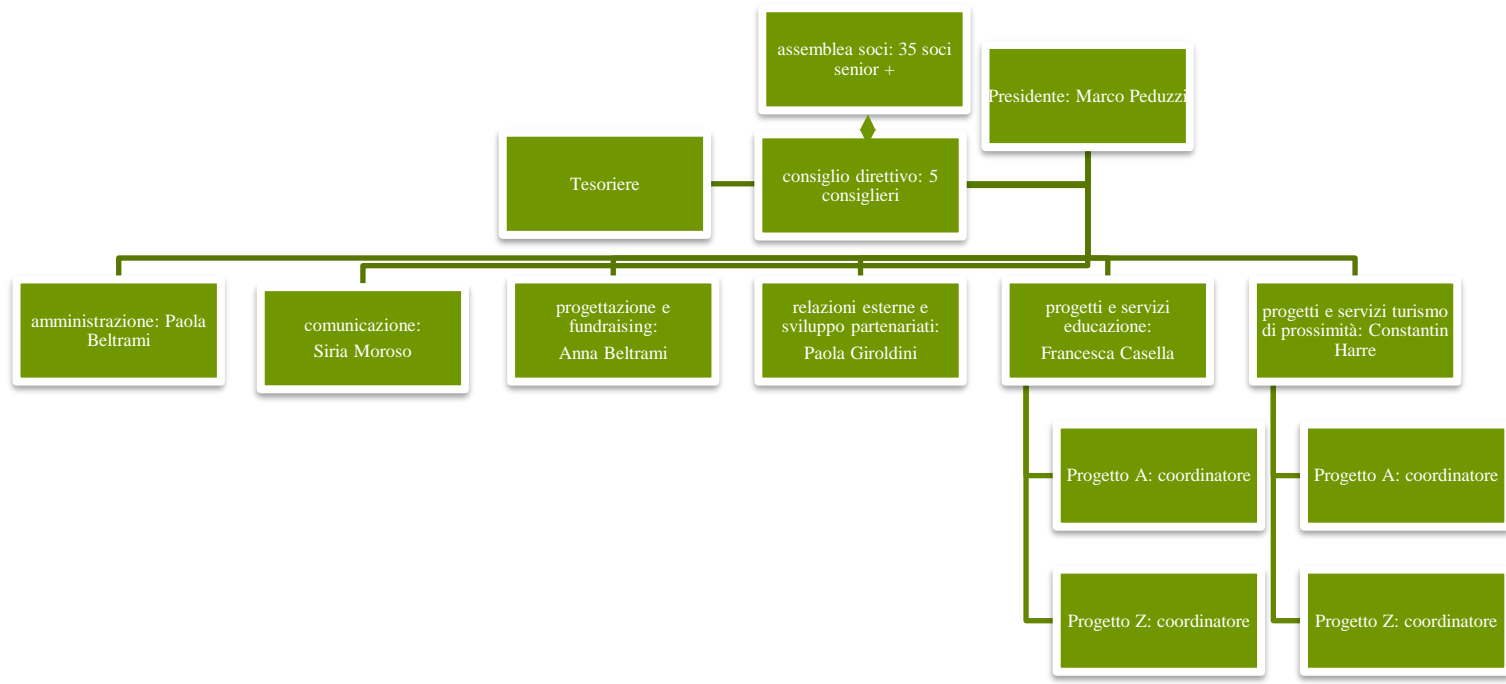 assemblea soci: 35 soci
senior +
Presidente: Marco Peduzzi
Tesoriere
consiglio direttivo: 5
consiglieri
amministrazione: Paola
Beltrami
comunicazione:
Siria Moroso
progettazione e
fundraising:
Anna Beltrami
relazioni esterne e
sviluppo partenariati:
Paola Giroldini
progetti e servizi
educazione:
Francesca Casella
progetti e servizi turismo
di prossimità: Constantin
Harre
Progetto A: coordinatore
Progetto A: coordinatore
Progetto Z: coordinatore
Progetto Z: coordinatore